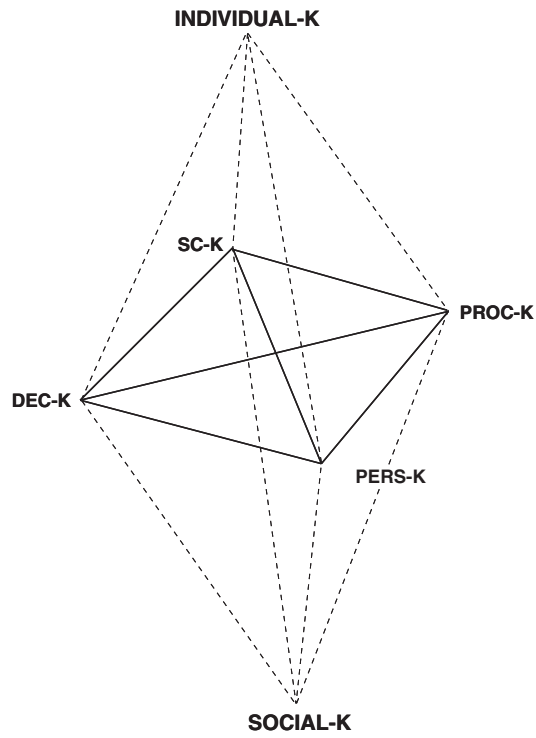 INDIVIDUAL-K
SC-K
PROC-K
DEC-K
PERS-K
SOCIAL-K